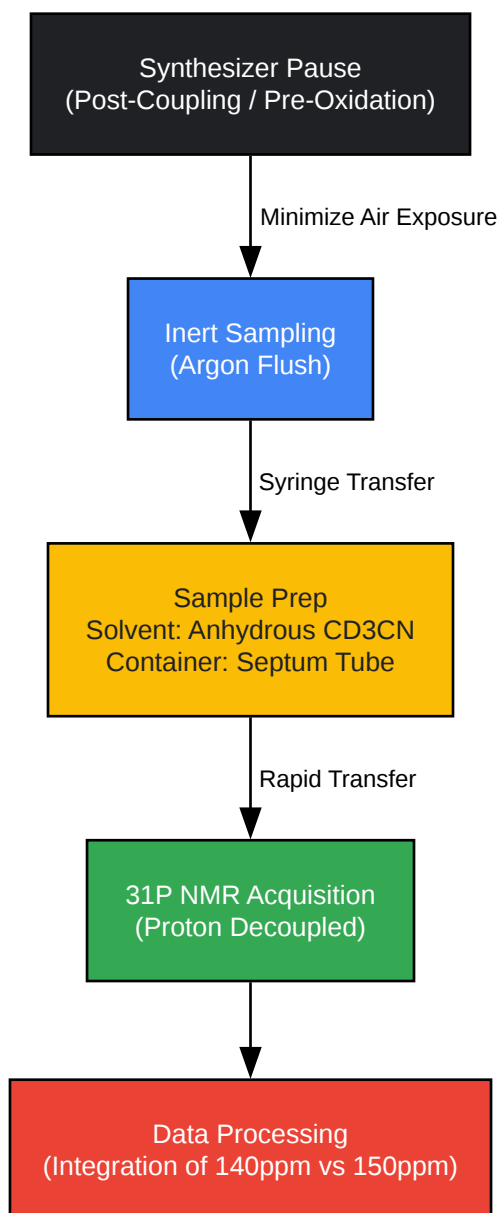 Synthesizer Pause
(Post-Coupling / Pre-Oxidation)
Minimize Air Exposure
Inert Sampling
(Argon Flush)
Syringe Transfer
Sample Prep
Solvent: Anhydrous CD3CN
Container: Septum Tube
Rapid Transfer
31P NMR Acquisition
(Proton Decoupled)
Data Processing
(Integration of 140ppm vs 150ppm)